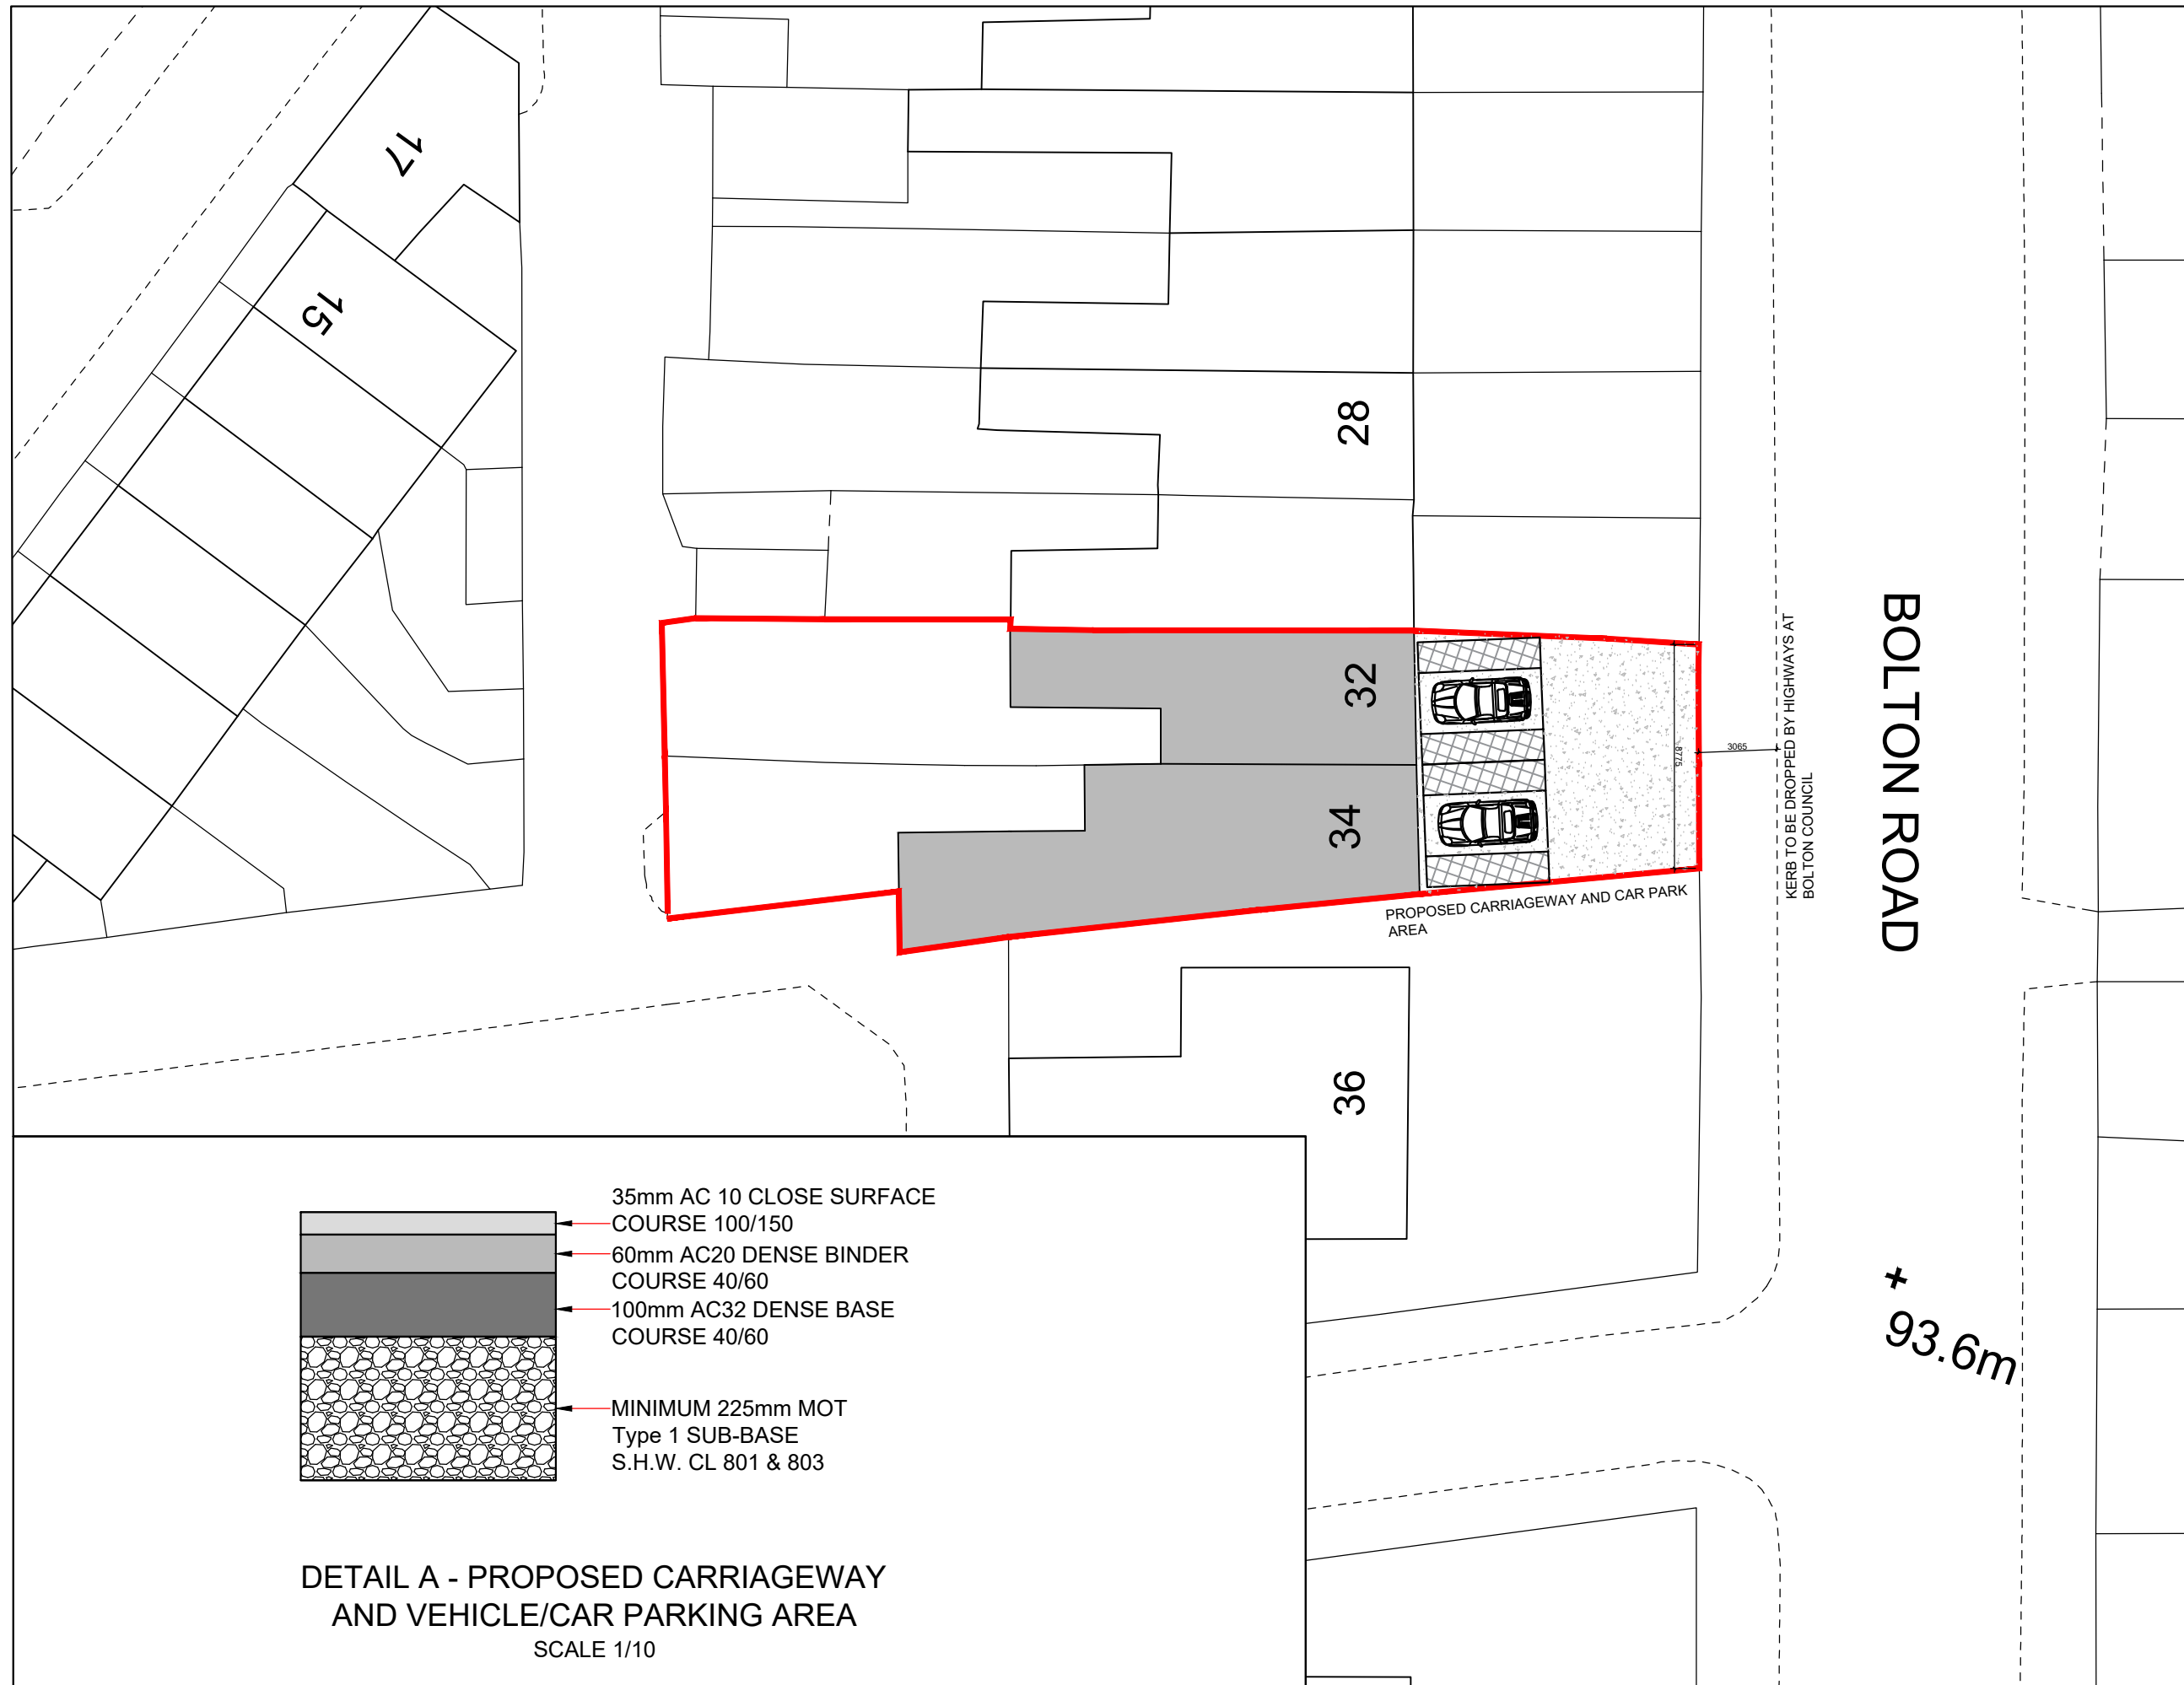 17
15
28
32
34
36
8775
3065
KERB TO BE DROPPED BY HIGHWAYS AT
BOLTON COUNCIL
BOLTON ROAD
PROPOSED CARRIAGEWAY AND CAR PARK
AREA
+
93.6m
35mm AC 10 CLOSE SURFACE
COURSE 100/150
60mm AC20 DENSE BINDER
COURSE 40/60
100mm AC32 DENSE BASE
COURSE 40/60
MINIMUM 225mm MOT
Type 1 SUB-BASE
S.H.W. CL 801 & 803
DETAIL A - PROPOSED CARRIAGEWAY
AND VEHICLE/CAR PARKING AREA
SCALE 1/10